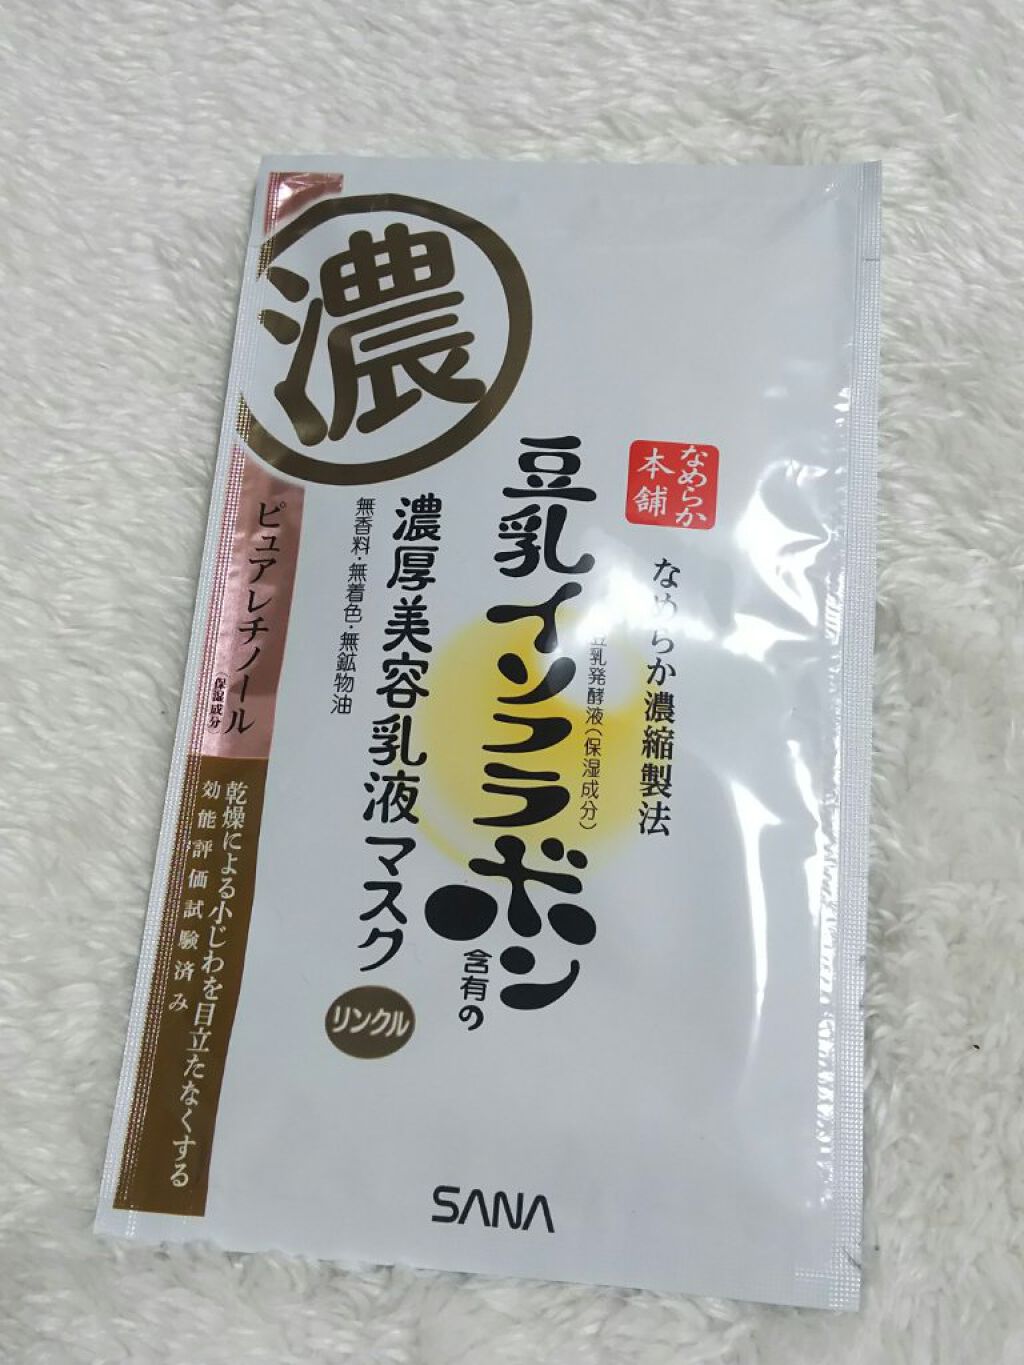 濃
なめらか
本舗
なめらか濃縮製法
豆乳イソフラボン
豆乳発酵液(保湿成分)
含有の
濃厚美容乳液マスク
リンクル
無香料・無着色・無鉱物油
ピュアレチノール
(保湿成分)
乾燥による小じわを目立たなくする
効能評価試験済み
SANA